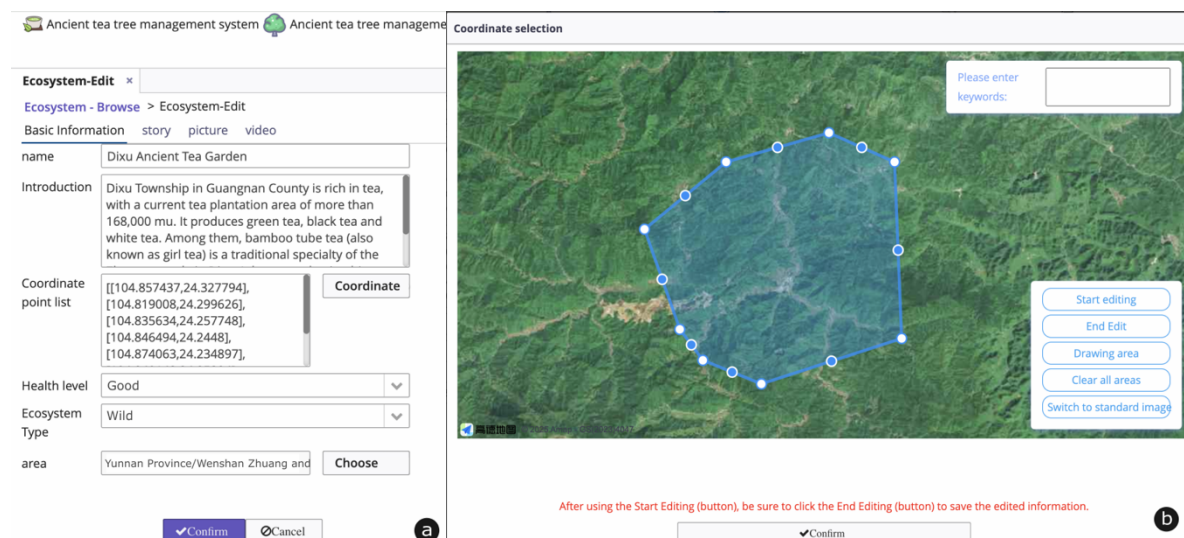 Ancient tea tree management system Ancient tea tree manageme
Ecosystem-Edit ×
Ecosystem - Browse > Ecosystem-Edit
Basic Information story picture video
name Dixu Ancient Tea Garden
Introduction Dixu Township in Guangnan County is rich in tea,
with a current tea plantation area of more than
168,000 mu. It produces green tea, black tea and
white tea. Among them, bamboo tube tea (also
known as girl tea) is a traditional specialty of the
Coordinate
point list
[[104.857437,24.327794],
[104.819008,24.299626],
[104.835634,24.257748],
[104.846494,24.2448],
[104.874063,24.234897],
Coordinate
Health level Good
Ecosystem
Type
Wild
area Yunnan Province/Wenshan Zhuang and Choose
Confirm Cancel
a
Coordinate selection
Please enter
keywords:
Start editing
End Edit
Drawing area
Clear all areas
Switch to standard image
高德地图
After using the Start Editing (button), be sure to click the End Editing (button) to save the edited information.
Confirm
b